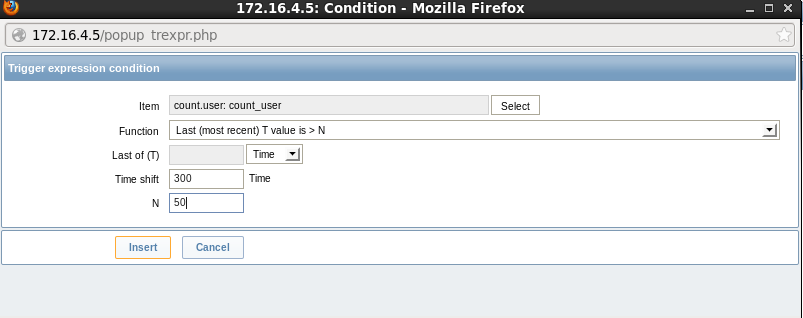 172.16.4.5: Condition - Mozilla Firefox
172.16.4.5/popup_trexpr.php
Trigger expression condition
Item count.user: count_user Select
Function Last (most recent) T value is > N
Last of (T) Time
Time shift 300 Time
N 50
Insert Cancel